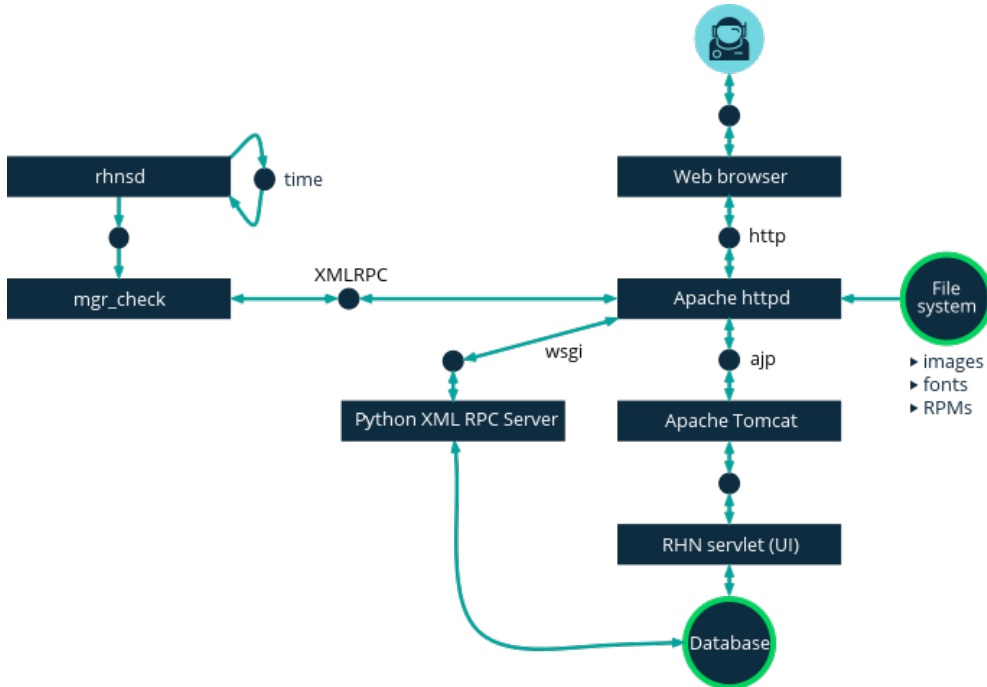 rhnsd
time
Web browser
http
XMLRPC
mgr_check
Apache httpd
File
system
wsgi
ajp
▸ images
▸ fonts
▸ RPMs
Python XML RPC Server
Apache Tomcat
RHN servlet (UI)
Database